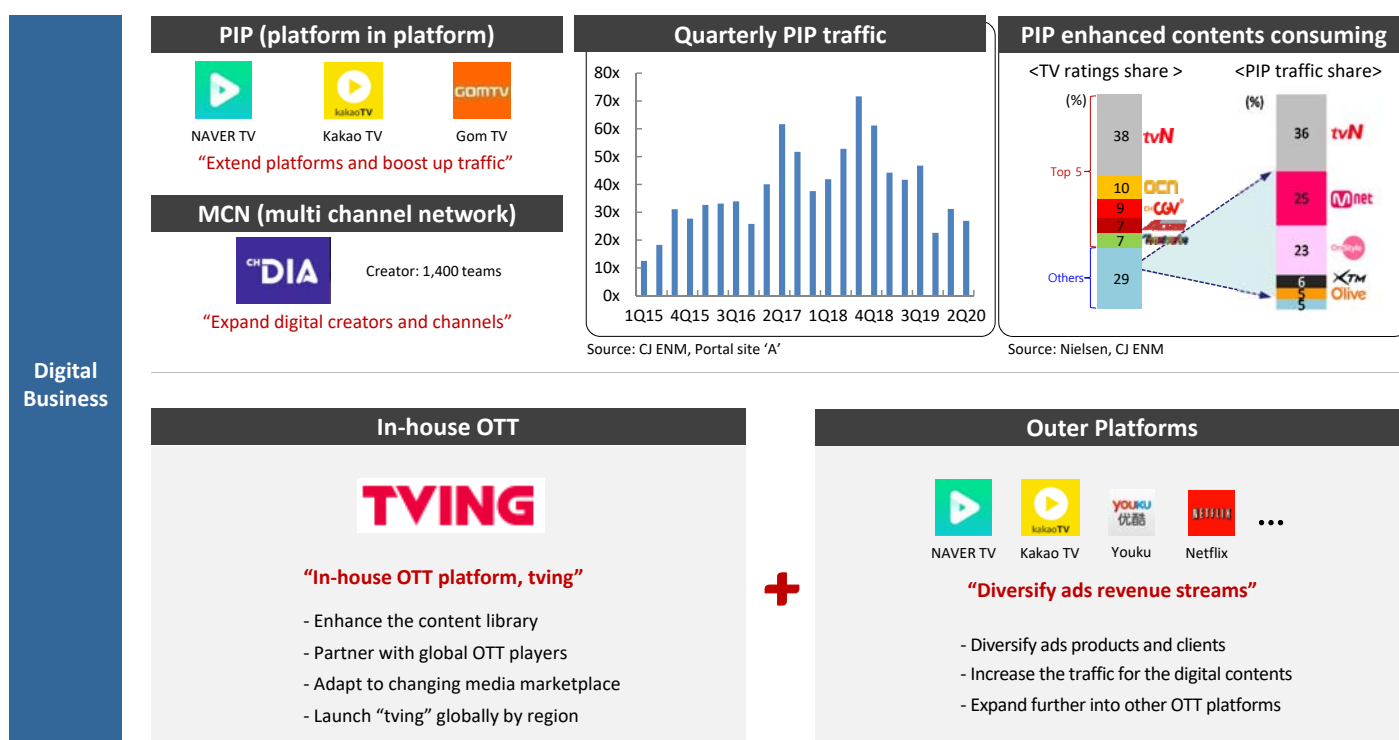 Digital
Business
PIP (platform in platform)
kakaoTV
GOMTV
NAVER TV
Kakao TV
Gom TV
“Extend platforms and boost up traffic”
MCN (multi channel network)
CH DIA
Creator: 1,400 teams
“Expand digital creators and channels”
Quarterly PIP traffic
80x
70x
60x
50x
40x
30x
20x
10x
0x
1Q15 4Q15 3Q16 2Q17 1Q18 4Q18 3Q19 2Q20
Source: CJ ENM, Portal site ‘A’
PIP enhanced contents consuming
<TV ratings share >
(%)
Top 5
Others
38 tvN
10 OCN
9 CH CGV
7
7
29
<PIP traffic share>
(%)
36 tvN
25 Mnet
23 OnStyle
6 XTM
5 Olive
5
Source: Nielsen, CJ ENM
In-house OTT
TVING
“In-house OTT platform, tving”
- Enhance the content library
- Partner with global OTT players
- Adapt to changing media marketplace
- Launch “tving” globally by region
Outer Platforms
kakaoTV
YOUKU
优酷
NETFLIX
...
NAVER TV
Kakao TV
Youku
Netflix
“Diversify ads revenue streams”
- Diversify ads products and clients
- Increase the traffic for the digital contents
- Expand further into other OTT platforms